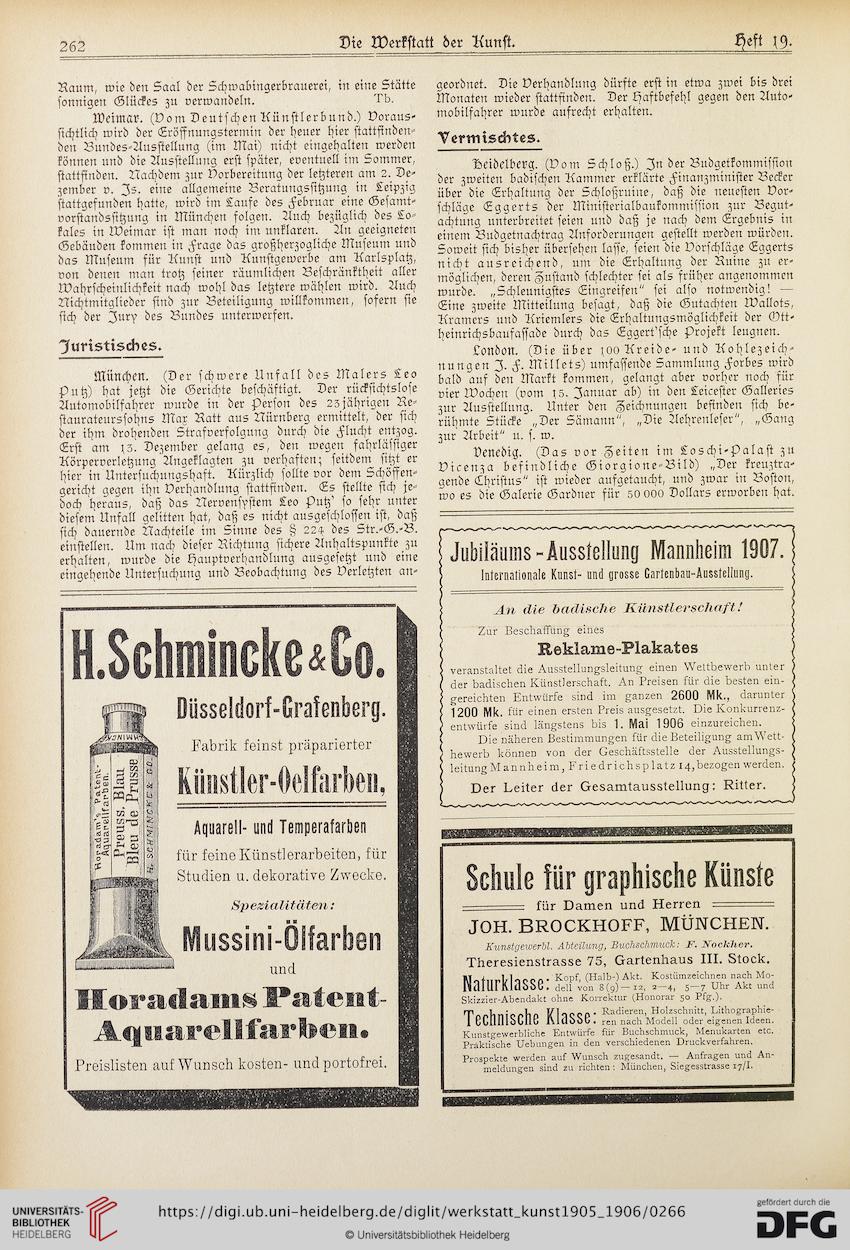 262
Die Werkstatt der Kunst.
Heft 19.
Raum, wie den Saal der Schwabingerbrauerei, in eine Stätte
sonnigen Glückes zu verwandeln. Tb.
Weimar. (Vom Deutschen Künstlerbund.) Voraus-
sichtlich wird der Eröffnungstermin der heuer hier stattfinden-
den Bundes-Ausstellung (im Mai) nicht eingehalten werden
können und die Ausstellung erst später, eventuell im Sommer,
stattfinden. Nachdem zur Vorbereitung der letzteren am 2. De-
zember v. Js. eine allgemeine Beratungssitzung in Leipzig
stattgefunden hatte, wird im Laufe des Februar eine Gesamt-
vorstandssitzung in München folgen. Auch bezüglich des Lo-
kales in Weimar ist man noch im unklaren. An geeigneten
Gebäuden kommen in Frage das großherzogliche Museum und
das Museum für Kunst und Kunstgewerbe am Karlsplatz,
von denen man trotz seiner räumlichen Beschränktheit aller
Wahrscheinlichkeit nach wohl das letztere wählen wird. Auch
Nichtmitglieder sind zur Beteiligung willkommen, sofern sie
sich der Jury des Bundes unterwerfen.
Juristisches.
München. (Der schwere Unfall des Malers Leo
Putz) hat jetzt die Gerichte beschäftigt. Der rücksichtslose
Automobilfahrer wurde in der Person des 25jährigen Re-
staurateurssohns Max Ratt aus Nürnberg ermittelt, der sich
der ihm drohenden Strafverfolgung durch die Flucht entzog.
Erst am 13. Dezember gelang es, den wegen fahrlässiger
Körperverletzung Angeklagten zu verhaften; seitdem sitzt er
hier in Untersuchungshaft. Kürzlich sollte vor dem Schöffen-
gericht gegen ihn Verhandlung stattfinden. Es stellte sich je-
doch heraus, daß das Nervensystem Leo Putz' so sehr unter
diesem Unfall gelitten hat, daß es nicht ausgeschlossen ist, daß
sich dauernde Nachteile im Sinne des § 224 des Str.-G.-B.
einstellen. Um nach dieser Richtung sichere Anhaltspunkte zu
erhalten, wurde die Hauptverhandlung ausgesetzt und eine
eingehende Untersuchung und Beobachtung des Verletzten an-
geordnet. Die Verhandlung dürfte erst in etwa zwei bis drei
Monaten wieder stattfinden. Der Haftbefehl gegen den Auto-
mobilfahrer wurde aufrecht erhalten.
Vermischtes.
Heidelberg. (Vom Schloß.) In der Budgetkommission
der zweiten badischen Kammer erklärte Finanzminister Becker
über die Erhaltung der Schloßruine, daß die neuesten Vor-
schläge Eggerts der Ministerialbaukommission zur Begut-
achtung unterbreitet seien und daß je nach dem Ergebnis in
einem Budgetnachtrag Anforderungen gestellt werden würden.
Soweit sich bisher übersehen lasse, seien die Vorschläge Eggerts
nicht ausreichend, um die Erhaltung der Ruine zu er-
möglichen, deren Zustand schlechter sei als früher angenommen
wurde. „Schleunigstes Eingreifen“ sei also notwendig! —
Eine zweite Mitteilung besagt, daß die Gutachten Wallots,
Kramers und Kriemlers die Erhaltungsmöglichkeit der Ott-
heinrichsbaufassade durch das Eggert'sche Projekt leugnen.
London. (Die über 100 Kreide- und Kohlezeich-
nungen J. F. Millets) umfassende Sammlung Forbes wird
bald auf den Markt kommen, gelangt aber vorher noch für
vier Wochen (vom 15. Januar ab) in den Leicester Galleries
zur Ausstellung. Unter den Zeichnungen befinden sich be-
rühmte Stücke „Der Sämann“, „Die Aehrenleser“, „Gang
zur Arbeit“ u. s. w.
Venedig. (Das vor Zeiten im Loschi-Palast zu
Vicenza befindliche Giorgione-Bild) „Der kreuztra-
gende Christus“ ist wieder aufgetaucht, und zwar in Boston,
wo es die Galerie Gardner für 50 000 Dollars erworben hat.
H. Schmincke & Co.
Düsseldorf-Grafenberg.
Fabrik feinst präparierter
Künstler-Oelfarben,
Aquarell- und Temperafarben
für feine Künstlerarbeiten, für
Studien u. dekorative Zwecke.
Spezialitäten:
Mussini-Ölfarben
und
Horadams Patent-
Aquarellfarben.
Preislisten auf Wunsch kosten- und portofrei.
Horadam's Patent-
Aquarellfarben.
Preuss. Blau
Bleu de Prusse
H. SCHMINCKE & CO.
Jubiläums-Ausstellung Mannheim 1907.
Internationale Kunst- und grosse Gartenbau-Ausstellung.
An die badische Künstlerschaft!
Zur Beschaffung eines
Reklame-Plakates
veranstaltet die Ausstellungsleitung einen Wettbewerb unter
der badischen Künstlerschaft. An Preisen für die besten ein-
gereichten Entwürfe sind im ganzen 2600 Mk., darunter
1200 Mk. für einen ersten Preis ausgesetzt. Die Konkurrenz-
entwürfe sind längstens bis 1. Mai 1906 einzureichen.
Die näheren Bestimmungen für die Beteiligung am Wett-
bewerb können von der Geschäftsstelle der Ausstellungs-
leitung Mannheim, Friedrichsplatz 14, bezogen werden.
Der Leiter der Gesamtausstellung: Ritter.
Schule für graphische Künste
für Damen und Herren
JOH. BROCKHOFF, MÜNCHEN.
Kunstgewerbl. Abteilung, Buchschmuck: F. Nockher.
Theresienstrasse 75, Gartenhaus III. Stock.
Naturklasse: Kopf, (Halb-) Akt. Kostümzeichnen nach Mo-
dell von 8 (9)—12, 2—4, 5—7 Uhr Akt und
Skizzier-Abendakt ohne Korrektur (Honorar 50 Pfg.).
Technische Klasse: Radieren, Holzschnitt, Lithographie-
ren nach Modell oder eigenen Ideen.
Kunstgewerbliche Entwürfe für Buchschmuck, Menukarten etc.
Praktische Uebungen in den verschiedenen Druckverfahren.
Prospekte werden auf Wunsch zugesandt. — Anfragen und An-
meldungen sind zu richten: München, Siegesstrasse 17/I.
UNIVERSITÄTS-
BIBLIOTHEK
HEIDELBERG
https://digi.ub.uni-heidelberg.de/diglit/werkstatt_kunst1905_1906/0266
© Universitätsbibliothek Heidelberg
gefördert durch die
DFG